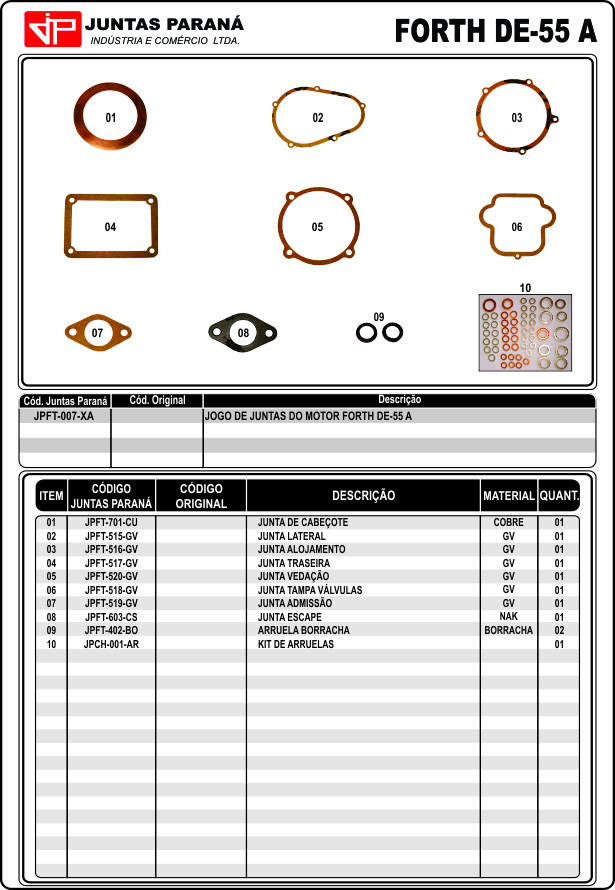 JP JUNTAS PARANÁ
INDÚSTRIA E COMÉRCIO LTDA.
FORTH DE-55 A
01 02 03
04 05 06
07 08 09 10
Cód. Juntas Paraná Cód. Original Descrição
JPFT-007-XA JOGO DE JUNTAS DO MOTOR FORTH DE-55 A
ITEM CÓDIGO JUNTAS PARANÁ CÓDIGO ORIGINAL DESCRIÇÃO MATERIAL QUANT.
01 JPFT-701-CU JUNTA DE CABEÇOTE COBRE 01
02 JPFT-515-GV JUNTA LATERAL GV 01
03 JPFT-516-GV JUNTA ALOJAMENTO GV 01
04 JPFT-517-GV JUNTA TRASEIRA GV 01
05 JPFT-520-GV JUNTA VEDAÇÃO GV 01
06 JPFT-518-GV JUNTA TAMPA VÁLVULAS GV 01
07 JPFT-519-GV JUNTA ADMISSÃO GV 01
08 JPFT-603-CS JUNTA ESCAPE NAK 01
09 JPFT-402-BO ARRUELA BORRACHA BORRACHA 02
10 JPCH-001-AR KIT DE ARRUELAS 01